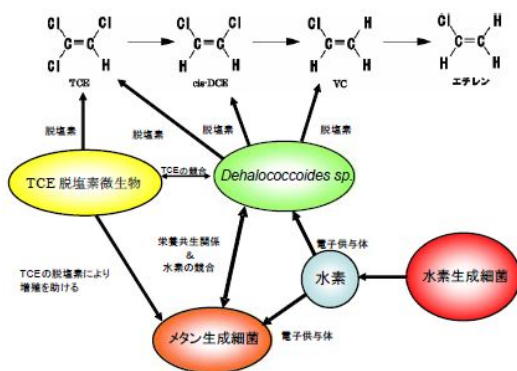 Cl Cl
C=C
Cl H
TCE
Cl Cl
C=C
H H
cis-DCE
Cl H
C=C
H H
VC
Cl H
C=C
H H
エチレン
脱塩素
脱塩素
脱塩素
脱塩素
TCE 脱塩素微生物
TCEの競合
Dehalococcoides sp.
栄養共生関係
&
水素の競合
電子供与体
TCEの脱塩素により
増殖を助ける
水素
水素生成細菌
メタン生成細菌
電子供与体